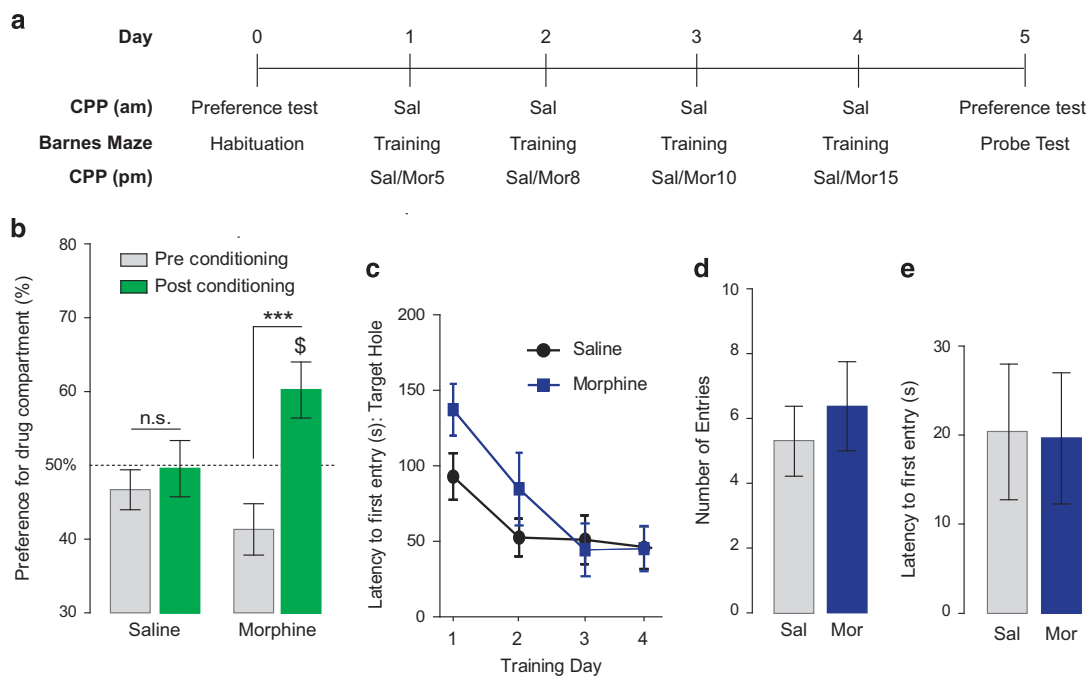 a
Day 0 1 2 3 4 5
CPP (am) Preference test Sal Sal Sal Sal Preference test
Barnes Maze Habituation Training Training Training Training Probe Test
CPP (pm) Sal/Mor5 Sal/Mor8 Sal/Mor10 Sal/Mor15
b
Preference for drug compartment (%)
80
70
60
50%
40
30
Pre conditioning
Post conditioning
n.s.
***
$
Saline Morphine
c
Latency to first entry (s): Target Hole
200
150
100
50
0
Saline
Morphine
1 2 3 4
Training Day
d
Number of Entries
10
8
6
4
2
0
Sal Mor
e
Latency to first entry (s)
30
20
10
0
Sal Mor